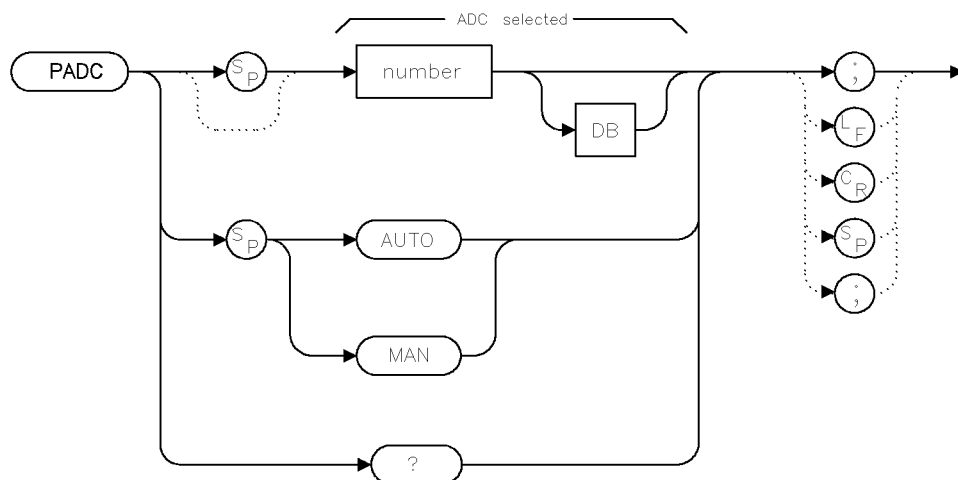 ADC selected
PADC
SP
number
DB
;
LF
CR
SP
;
SP
AUTO
MAN
?